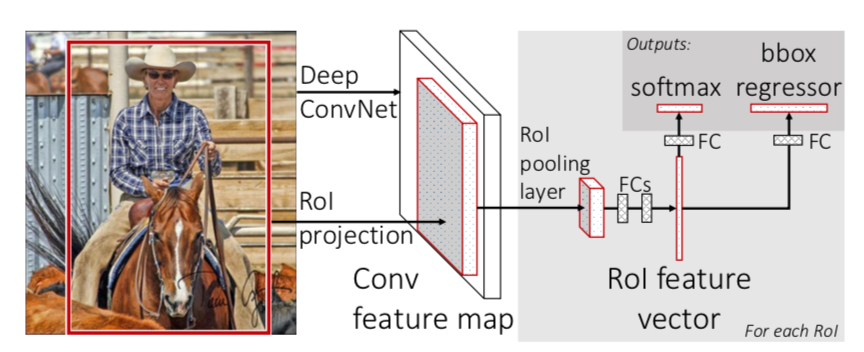 Deep
ConvNet
RoI
projection
Conv
feature map
RoI
pooling
layer
FCs
RoI feature
vector
For each RoI
Outputs:
softmax
bbox
regressor
FC
FC